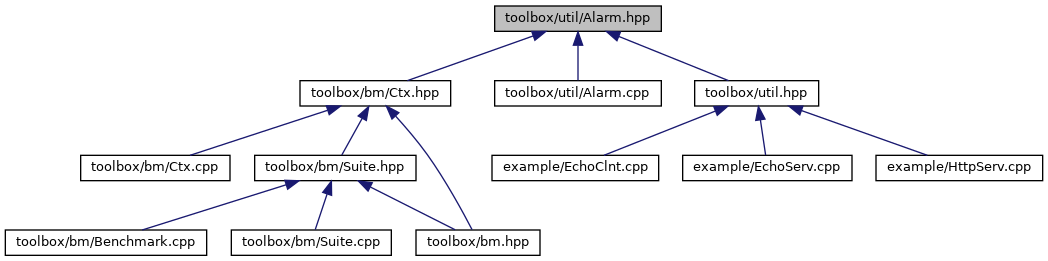 toolbox/util/Alarm.hpp
toolbox/bm/Ctx.hpp
toolbox/util/Alarm.cpp
toolbox/util.hpp
toolbox/bm/Ctx.cpp
toolbox/bm/Suite.hpp
example/EchoClnt.cpp
example/EchoServ.cpp
example/HttpServ.cpp
toolbox/bm/Benchmark.cpp
toolbox/bm/Suite.cpp
toolbox/bm.hpp